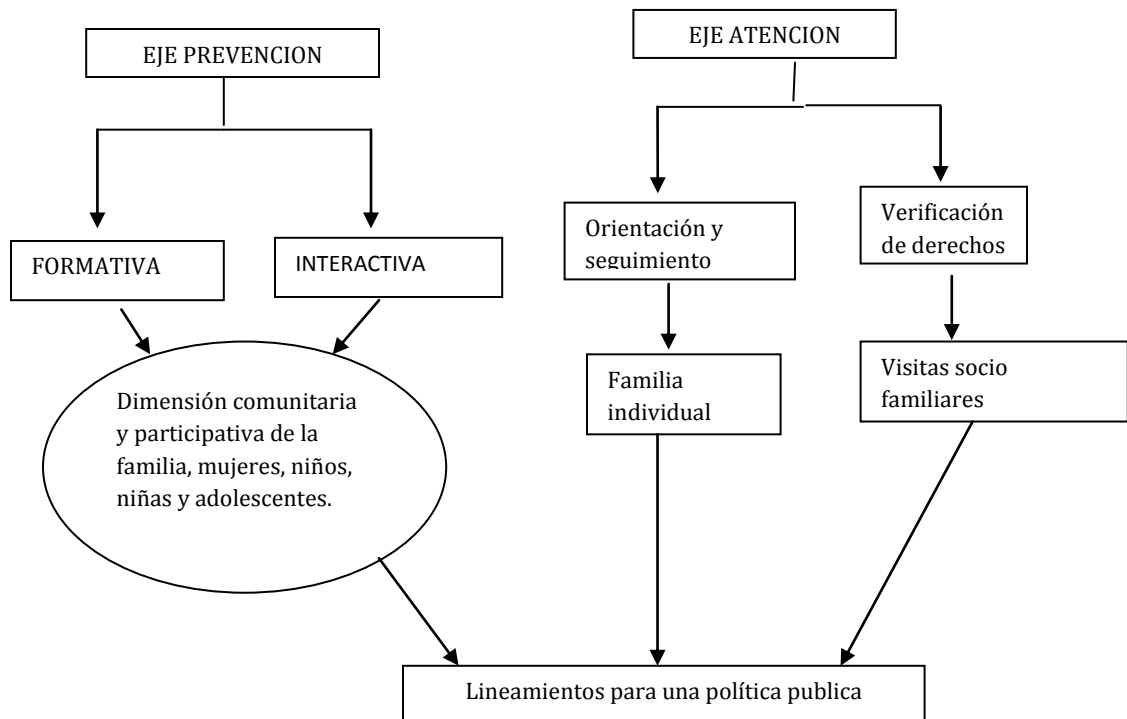 EJE PREVENCION
EJE ATENCION
FORMATIVA
INTERACTIVA
Orientación y
seguimiento
Verificación
de derechos
Dimensión comunitaria
y participativa de la
familia, mujeres, niños,
niñas y adolescentes.
Familia
individual
Visitas socio
familiares
Lineamientos para una política publica